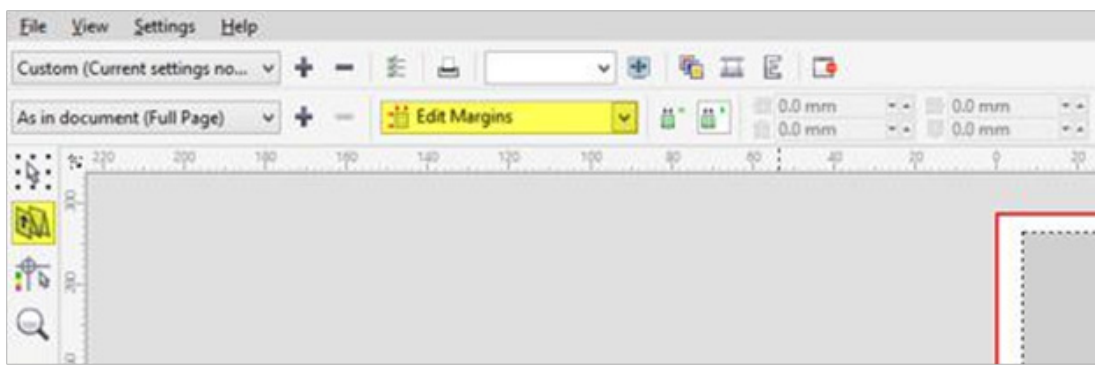 File View Settings Help
Custom (Current settings no...
As in document (Full Page) Edit Margins 0.0 mm 0.0 mm
0.0 mm 0.0 mm
220 200 180 160 140 120 100 80 60 40 20 0 20
300
200